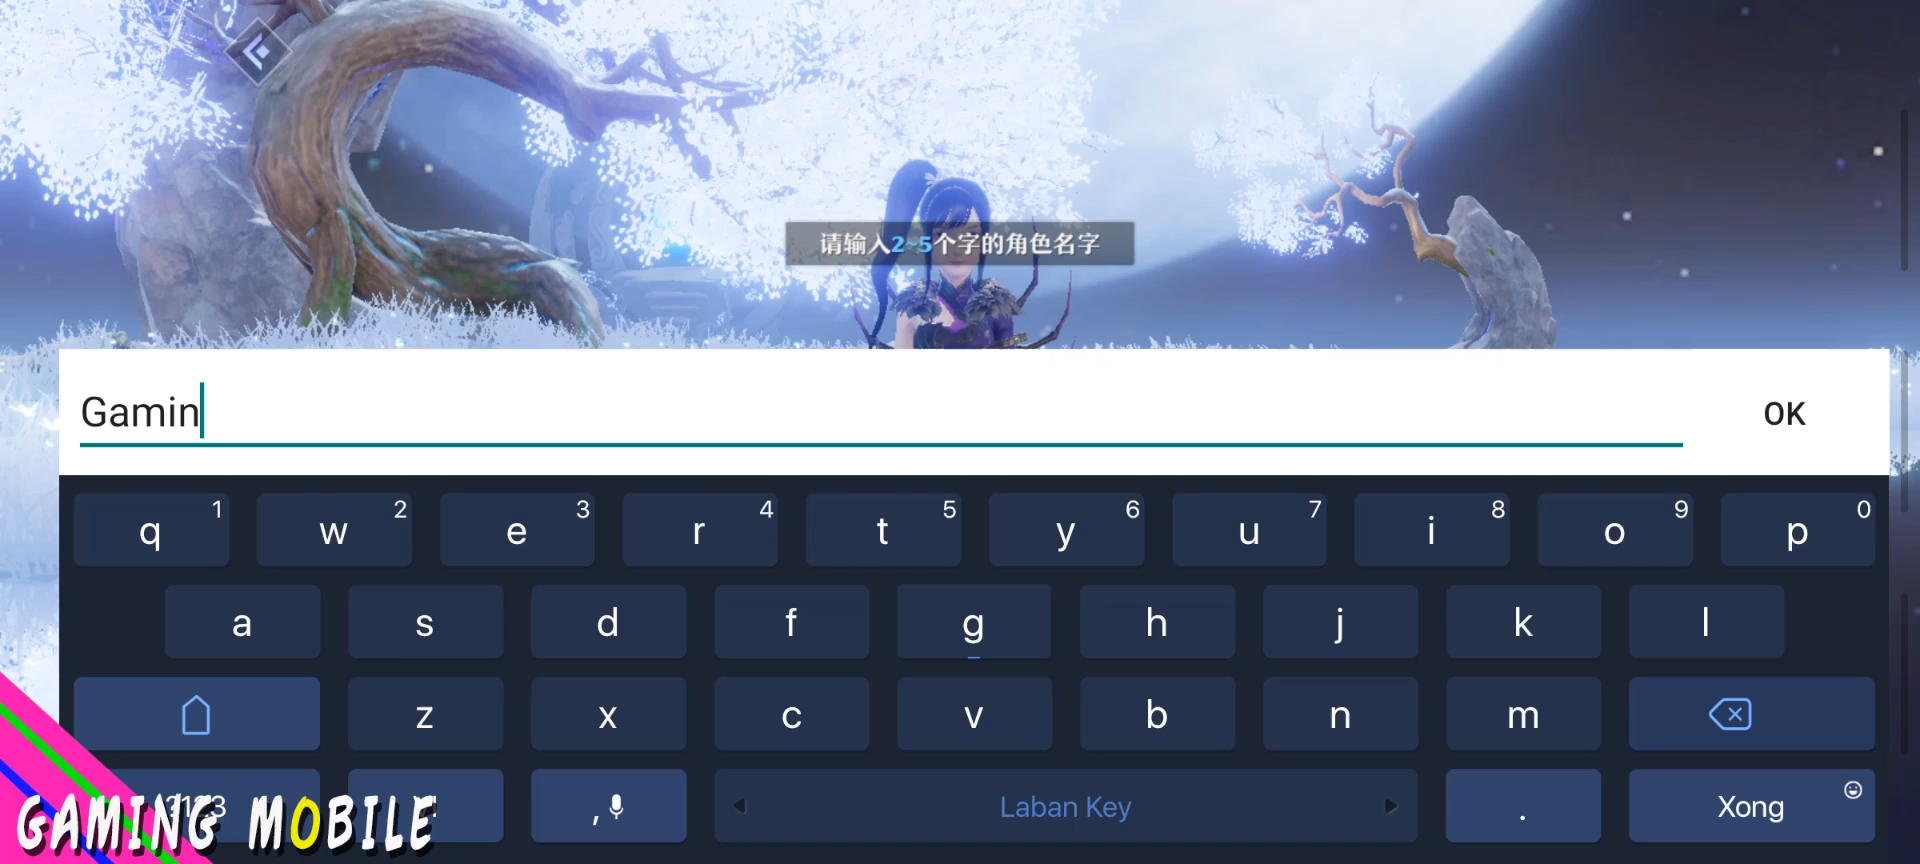 请输入2~5个字的角色名字
Gamin
OK
q 1 w 2 e 3 r 4 t 5 y 6 u 7 i 8 o 9 p 0
a s d f g h j k l
z x c v b n m
?123 , Laban Key . Xong
GAMING MOBILE